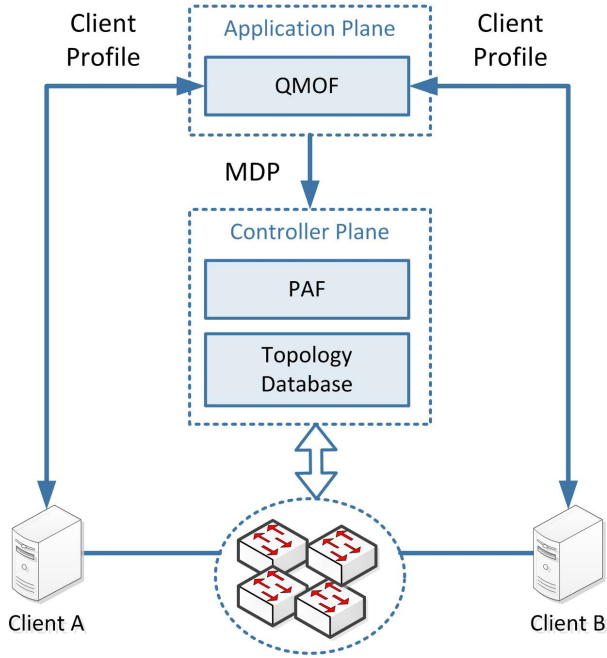 Client
Profile
Application Plane
Client
Profile
QMOF
MDP
Controller Plane
PAF
Topology
Database
Client A
Client B